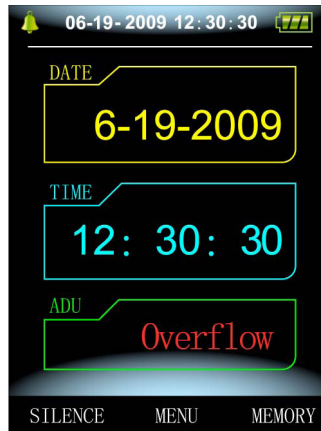 06-19-2009 12:30:30
DATE
6-19-2009
TIME
12: 30: 30
ADU
Overflow
SILENCE MENU MEMORY